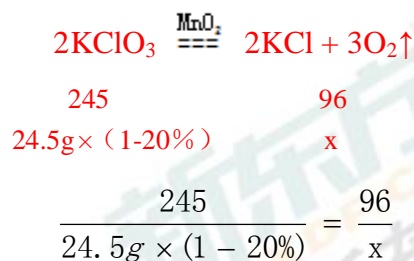 2KClO₃ MnO₂ === 2KCl + 3O₂↑
245 96
24.5g×（1-20%） x
245 / 24.5g × (1 – 20%) = 96 / x